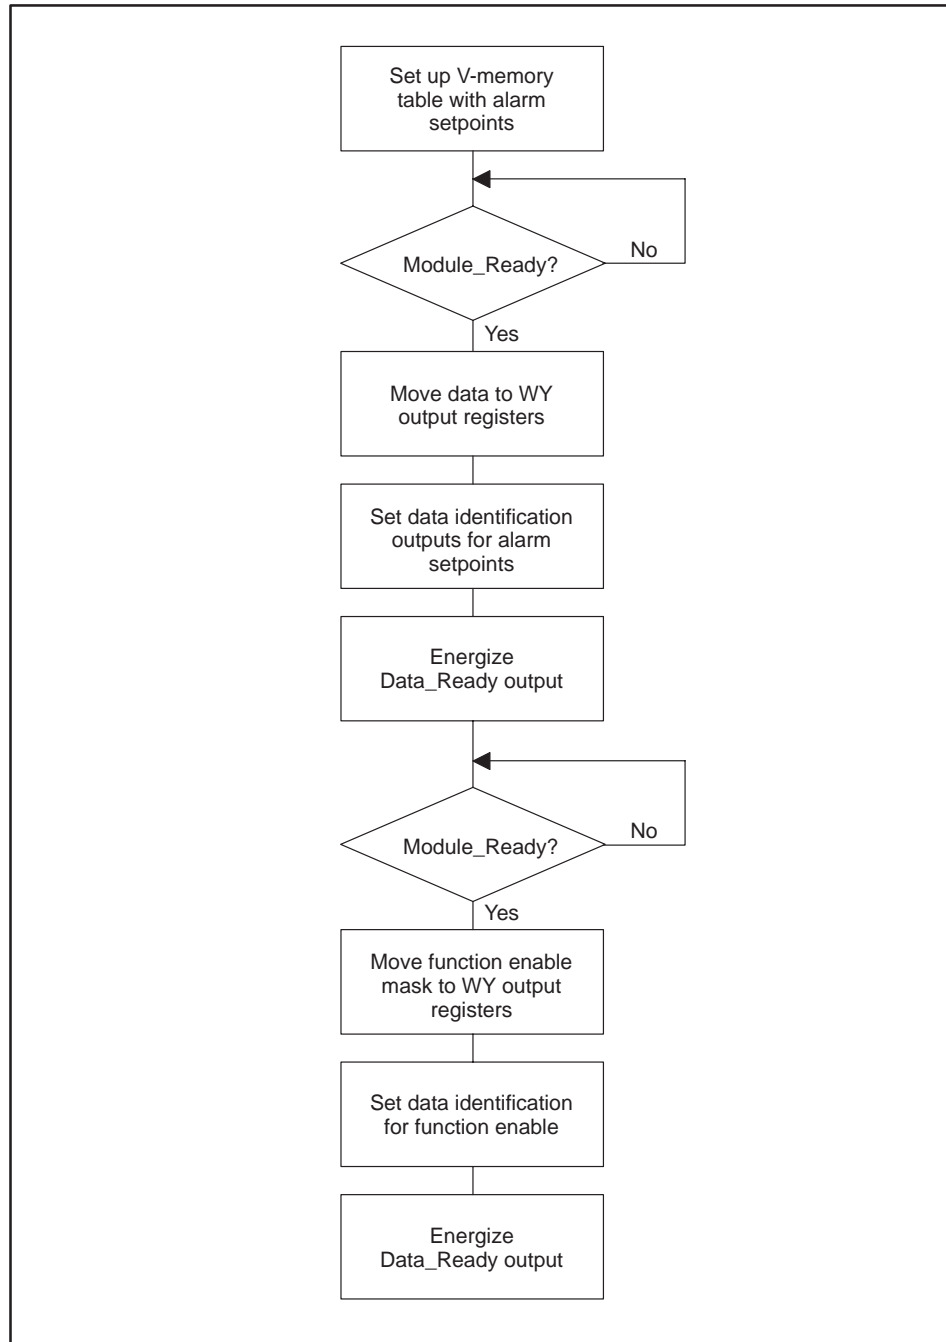 Set up V-memory
table with alarm
setpoints
Module_Ready?
No
Yes
Move data to WY
output registers
Set data identification
outputs for alarm
setpoints
Energize
Data_Ready output
Module_Ready?
No
Yes
Move function enable
mask to WY output
registers
Set data identification
for function enable
Energize
Data_Ready output